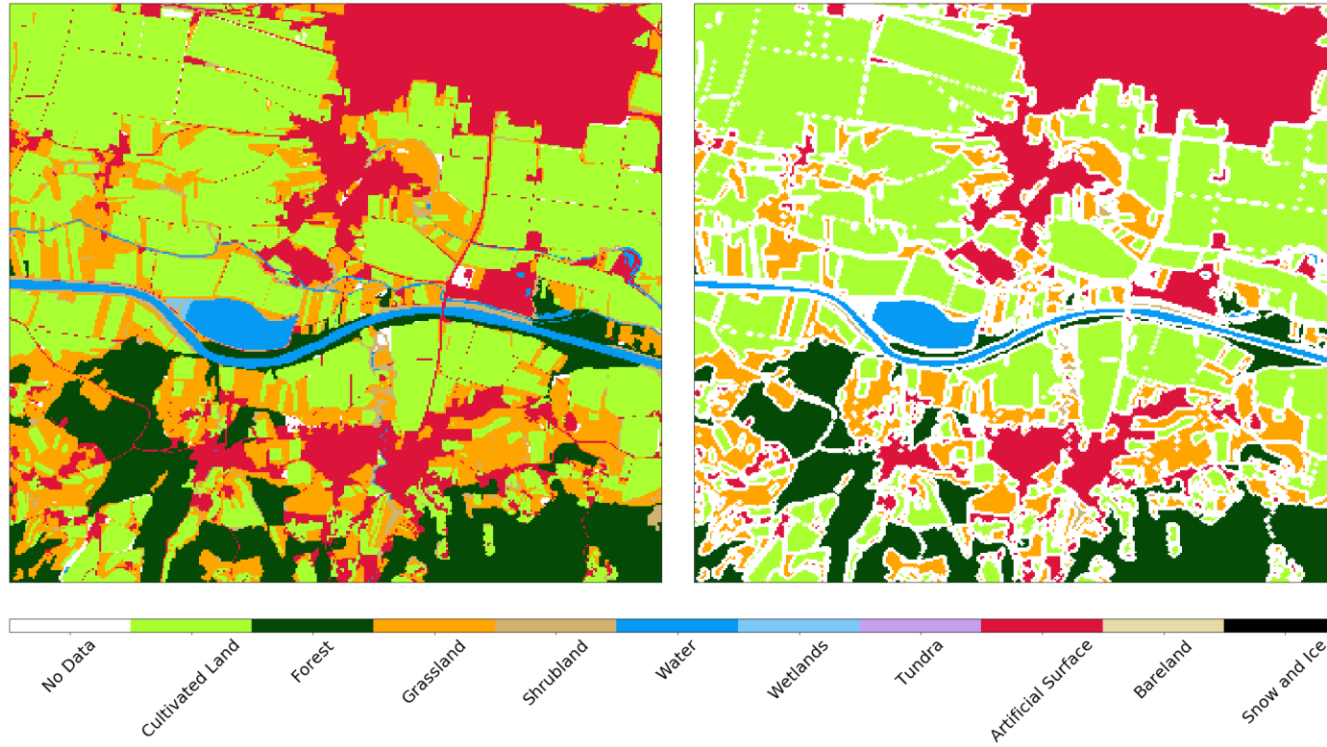 No Data
Cultivated Land
Forest
Grassland
Shrubland
Water
Wetlands
Tundra
Artificial Surface
Bareland
Snow and Ice